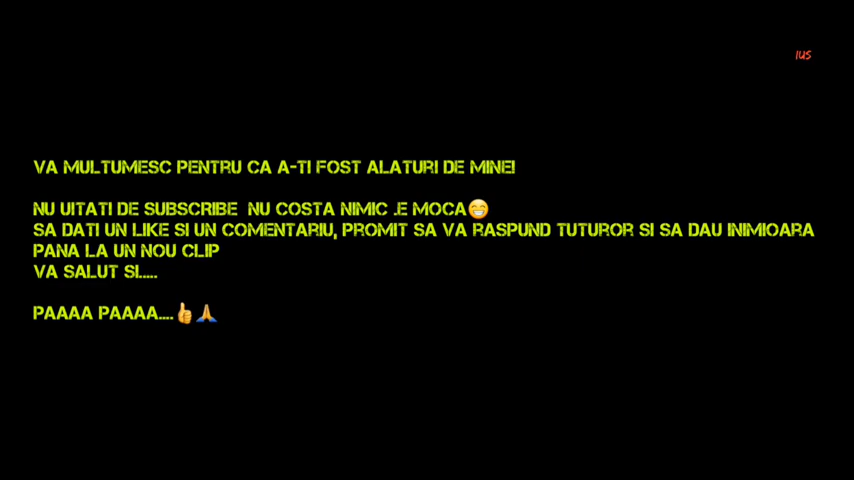 IUS
VA MULTUMESC PENTRU CA A-TI FOST ALATURI DE MINE!
NU UITATI DE SUBSCRIBE NU COSTA NIMIC .E MOCA😁
SA DATI UN LIKE SI UN COMENTARIU, PROMIT SA VA RASPUND TUTUROR SI SA DAU INIMIOARA
PANA LA UN NOU CLIP
VA SALUT SI.....
PAAAA PAAAA....👍🙏